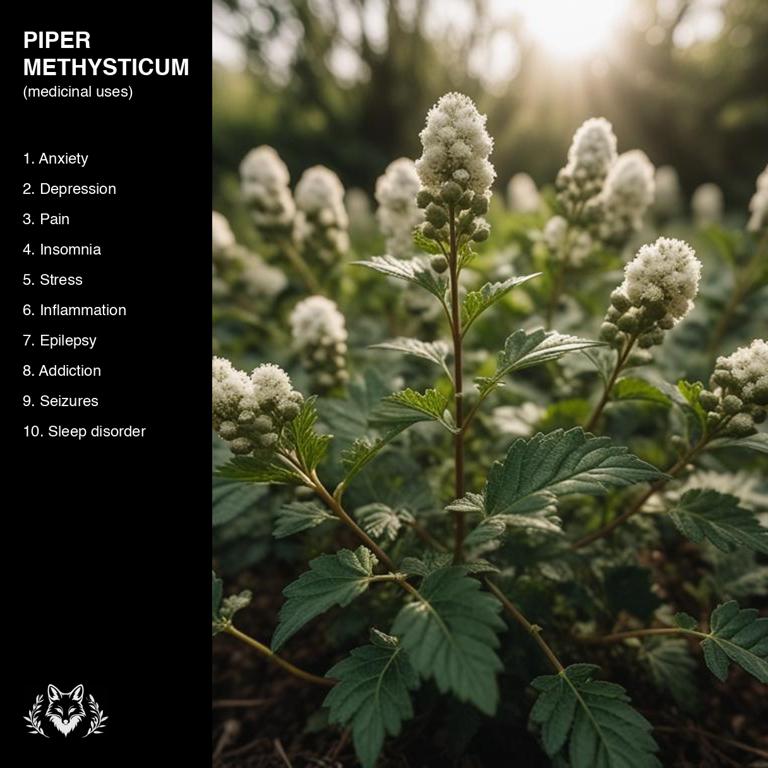 PIPER
METHYSTICUM
(medicinal uses)
1. Anxiety
2. Depression
3. Pain
4. Insomnia
5. Stress
6. Inflammation
7. Epilepsy
8. Addiction
9. Seizures
10. Sleep disorder